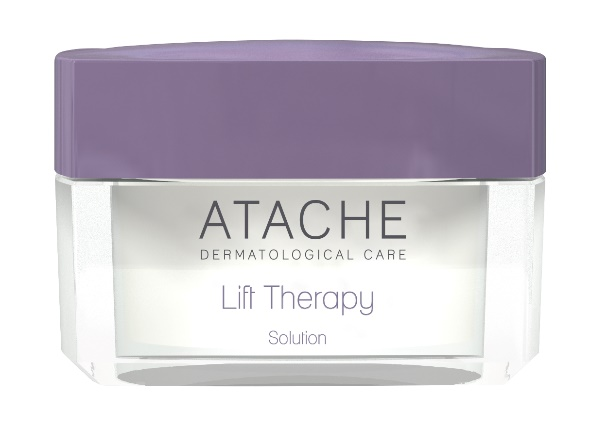 ATACHE
DERMATOLOGICAL CARE
Lift Therapy
Solution